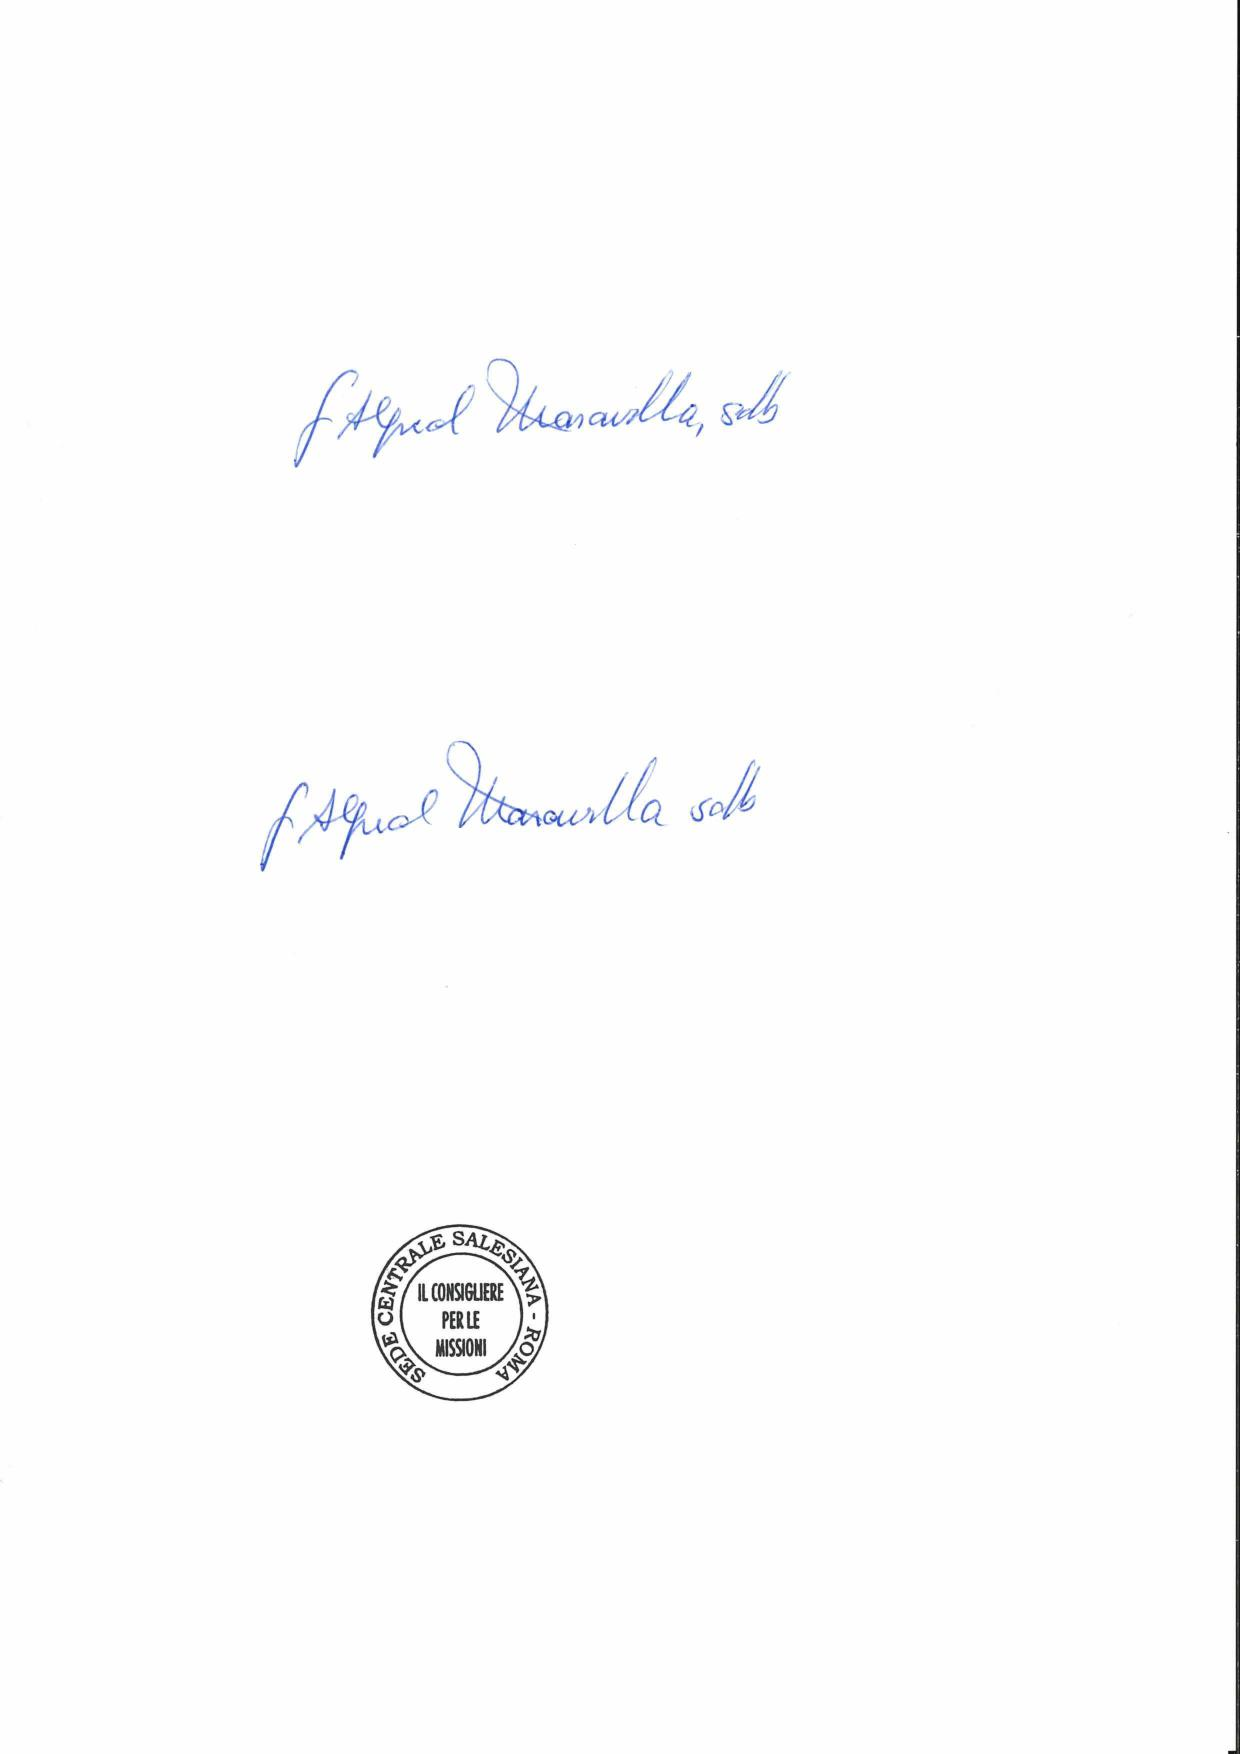 f Alfred Maravilla, sdb
f Alfred Maravilla sdb
SEDE CENTRALE SALESIANA - ROMA
IL CONSIGLIERE
PER LE
MISSIONI